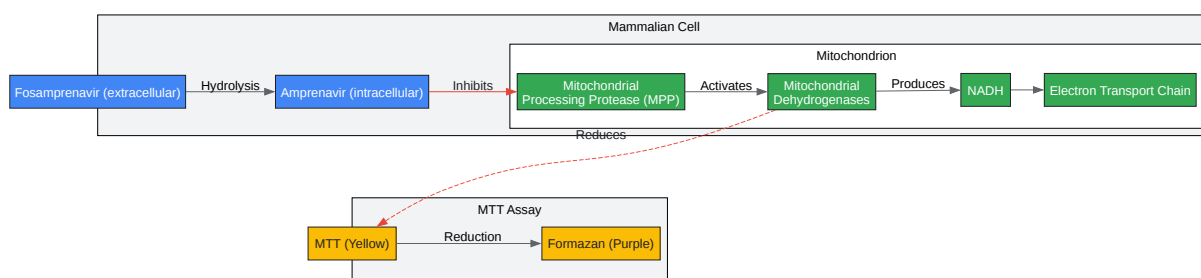 Mammalian Cell
Mitochondrion
Fosamprenavir (extracellular)
Hydrolysis
Amprenavir (intracellular)
Inhibits
Mitochondrial
Processing Protease (MPP)
Activates
Mitochondrial
Dehydrogenases
Produces
NADH
Electron Transport Chain
Reduces
MTT Assay
MTT (Yellow)
Reduction
Formazan (Purple)